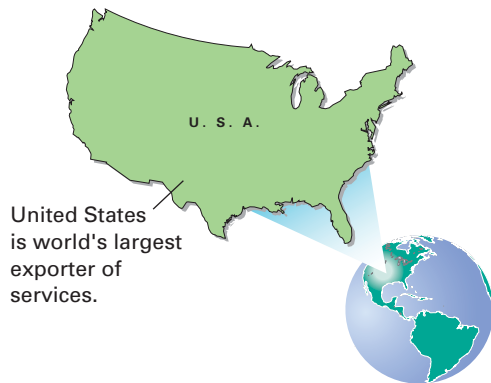 U. S. A.
United States
is world's largest
exporter of
services.